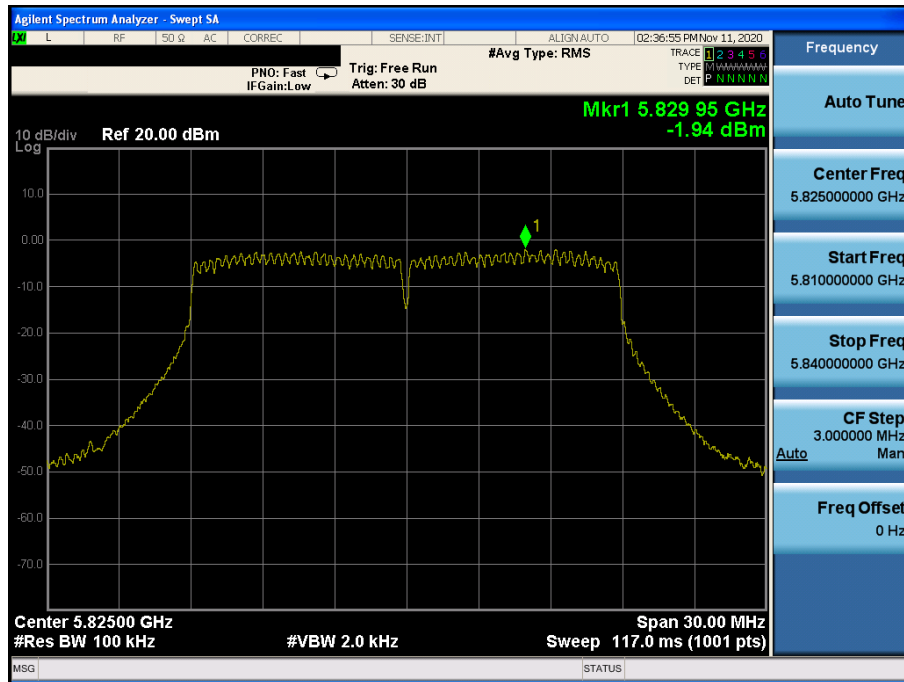 Agilent Spectrum Analyzer - Swept SA
LXI L RF 50 Ω AC CORREC SENSE:INT ALIGN AUTO 02:36:55 PM Nov 11, 2020
#Avg Type: RMS
TRACE 1 2 3 4 5 6
TYPE M W W W W W
DET P N N N N N
PNO: Fast
IFGain:Low
Trig: Free Run
Atten: 30 dB
Mkr1 5.829 95 GHz
-1.94 dBm
10 dB/div Ref 20.00 dBm
Log
10.0
0.00
-10.0
-20.0
-30.0
-40.0
-50.0
-60.0
-70.0
1
Center 5.82500 GHz Span 30.00 MHz
#Res BW 100 kHz #VBW 2.0 kHz Sweep 117.0 ms (1001 pts)
MSG STATUS
Frequency
Auto Tune
Center Freq
5.825000000 GHz
Start Freq
5.810000000 GHz
Stop Freq
5.840000000 GHz
CF Step
3.000000 MHz
Auto Man
Freq Offset
0 Hz